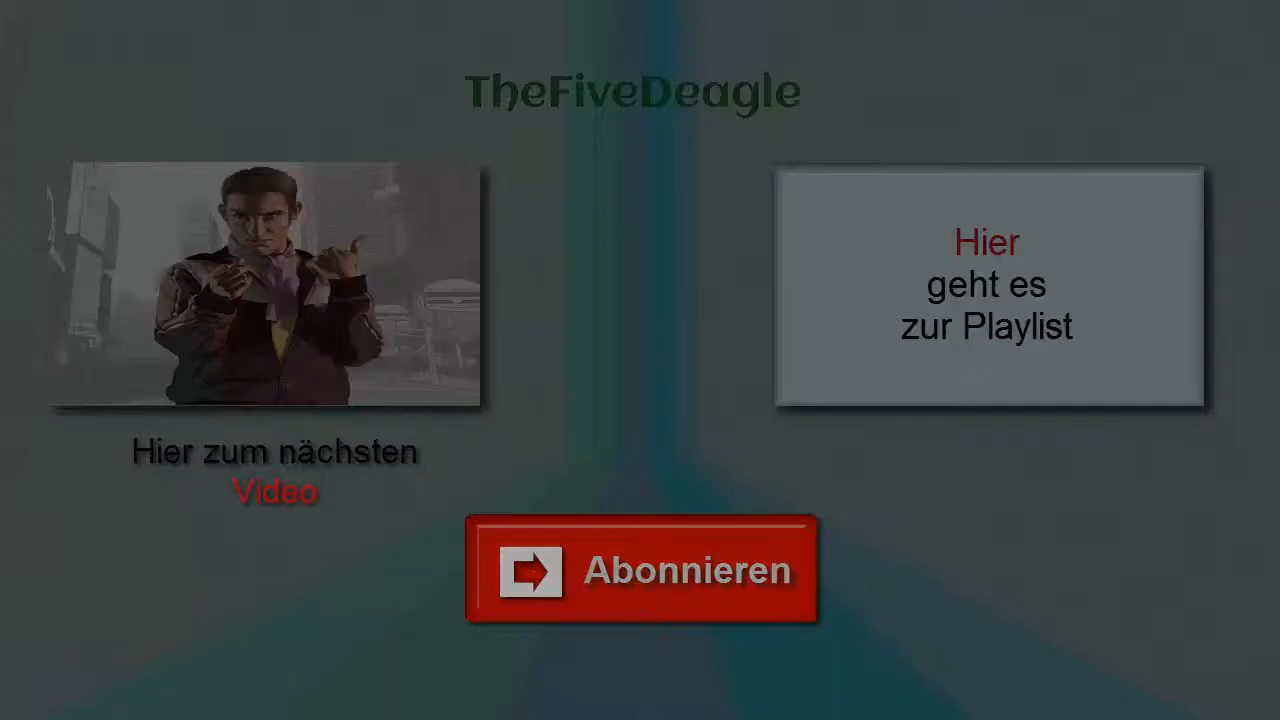 TheFiveDeagle
Hier
geht es
zur Playlist
Hier zum nächsten
Video
Abonnieren